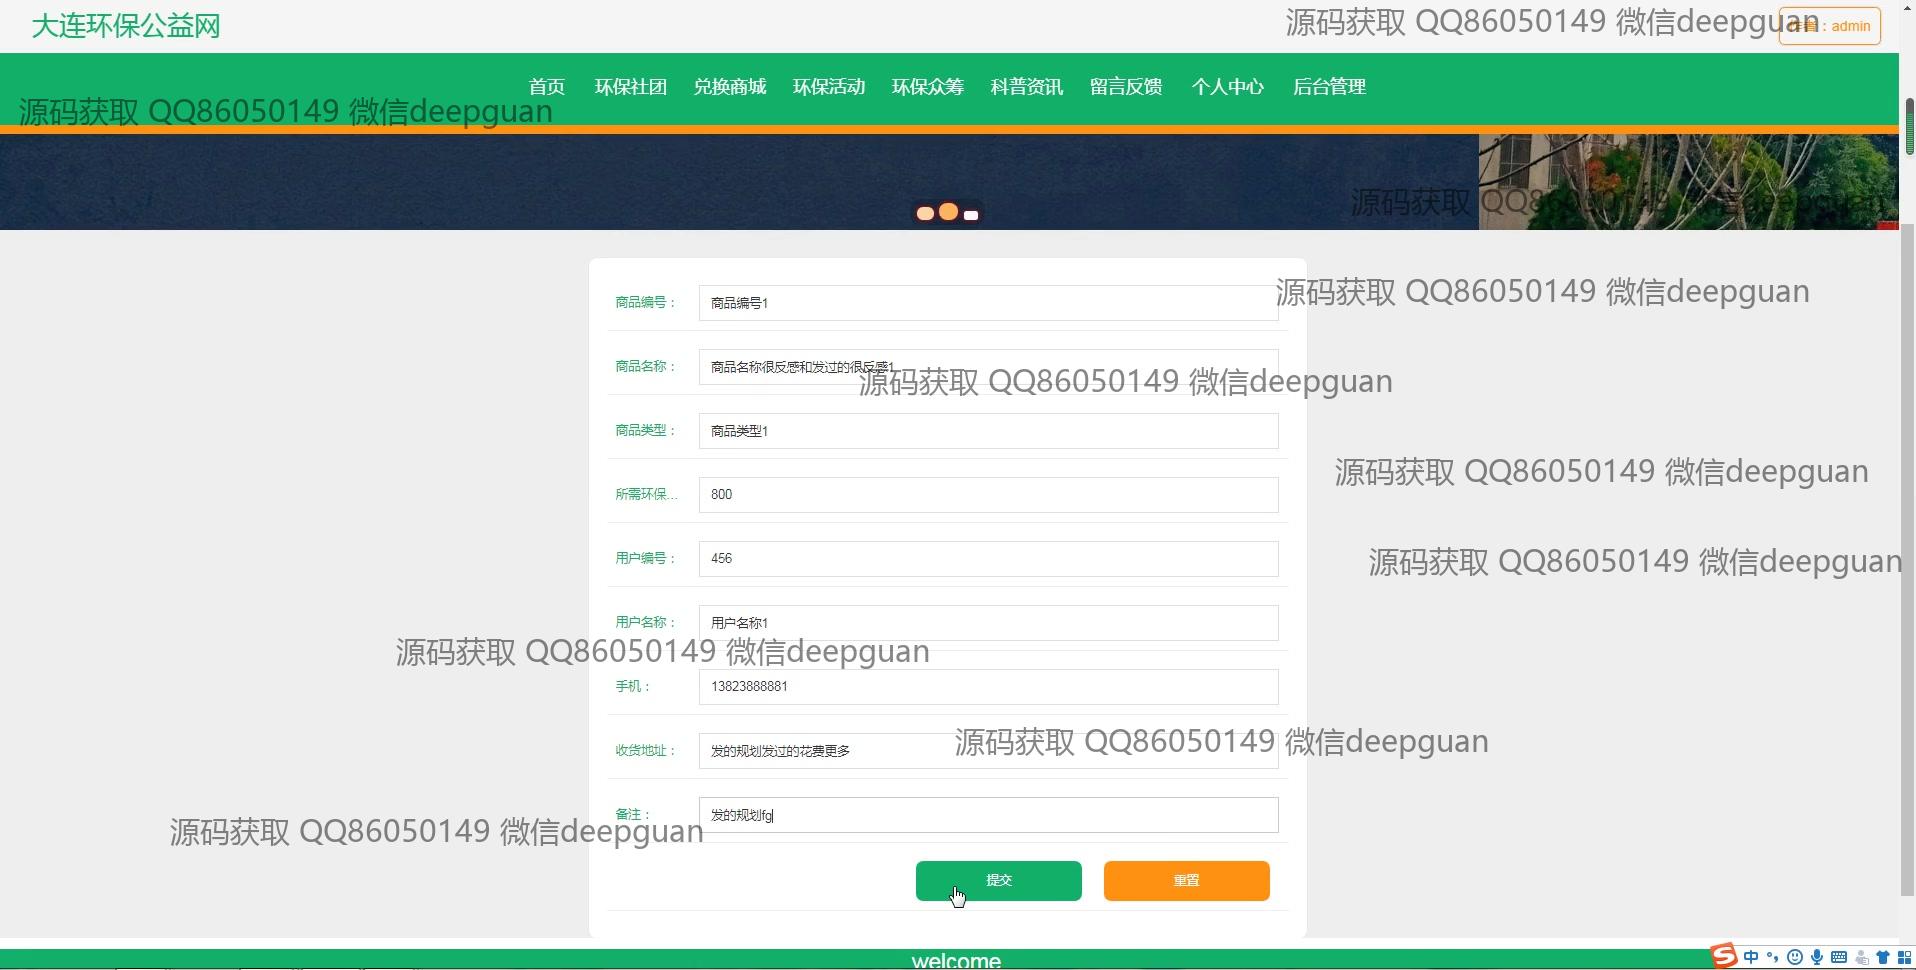 大连环保公益网
源码获取 QQ86050149 微信deepguan
：admin
首页 环保社团 兑换商城 环保活动 环保众筹 科普资讯 留言反馈 个人中心 后台管理
源码获取 QQ86050149 微信deepguan
源码获取 QQ86050149 微信deepguan
源码获取 QQ86050149 微信deepguan
商品编号： 商品编号1
商品名称： 商品名称很反感和发过的很反感1
源码获取 QQ86050149 微信deepguan
商品类型： 商品类型1
源码获取 QQ86050149 微信deepguan
所需环保... 800
用户编号： 456
源码获取 QQ86050149 微信deepguan
用户名称： 用户名称1
源码获取 QQ86050149 微信deepguan
手机： 13823888881
收货地址： 发的规划发过的花费更多
源码获取 QQ86050149 微信deepguan
备注： 发的规划fg
源码获取 QQ86050149 微信deepguan
提交 重置
welcome
中